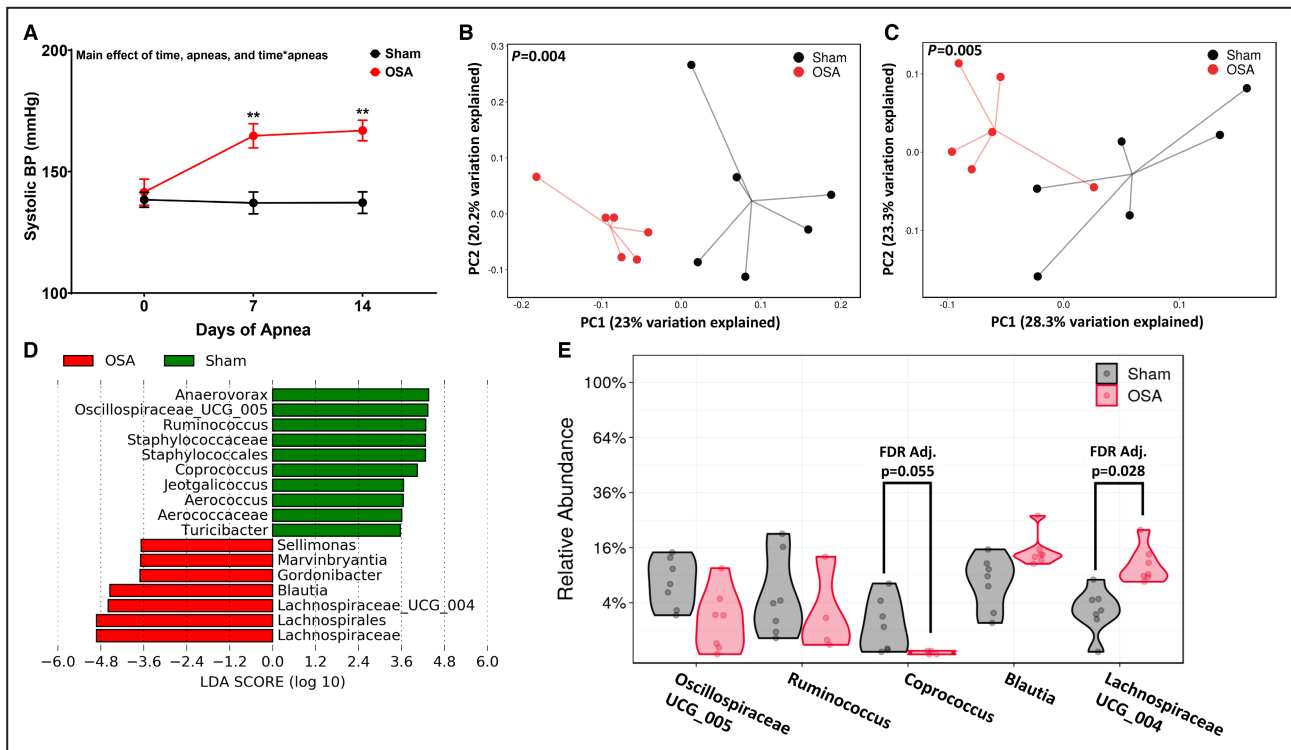 A
Main effect of time, apneas, and time*apneas
Sham
OSA
200
150
100
Systolic BP (mmHg)
**
**
0
7
14
Days of Apnea
B
P=0.004
Sham
OSA
0.3
0.2
0.1
0.0
-0.1
PC2 (20.2% variation explained)
-0.2
-0.1
0.0
0.1
0.2
PC1 (23% variation explained)
C
P=0.005
Sham
OSA
0.1
0.0
-0.1
PC2 (23.3% variation explained)
-0.1
0.0
0.1
PC1 (28.3% variation explained)
D
OSA
Sham
Anaerovorax
Oscillospiraceae_UCG_005
Ruminococcus
Staphylococcaceae
Staphylococcales
Coprococcus
Jeotgalicoccus
Aerococcus
Aerococcaceae
Turicibacter
Sellimonas
Marvinbryantia
Gordonibacter
Blautia
Lachnospiraceae_UCG_004
Lachnospirales
Lachnospiraceae
−6.0 −4.8 −3.6 −2.4 −1.2 0.0 1.2 2.4 3.6 4.8 6.0
LDA SCORE (log 10)
E
Sham
OSA
100%
64%
36%
16%
4%
Relative Abundance
FDR Adj.
p=0.055
FDR Adj.
p=0.028
Oscillospiraceae
UCG_005
Ruminococcus
Coprococcus
Blautia
Lachnospiraceae
UCG_004